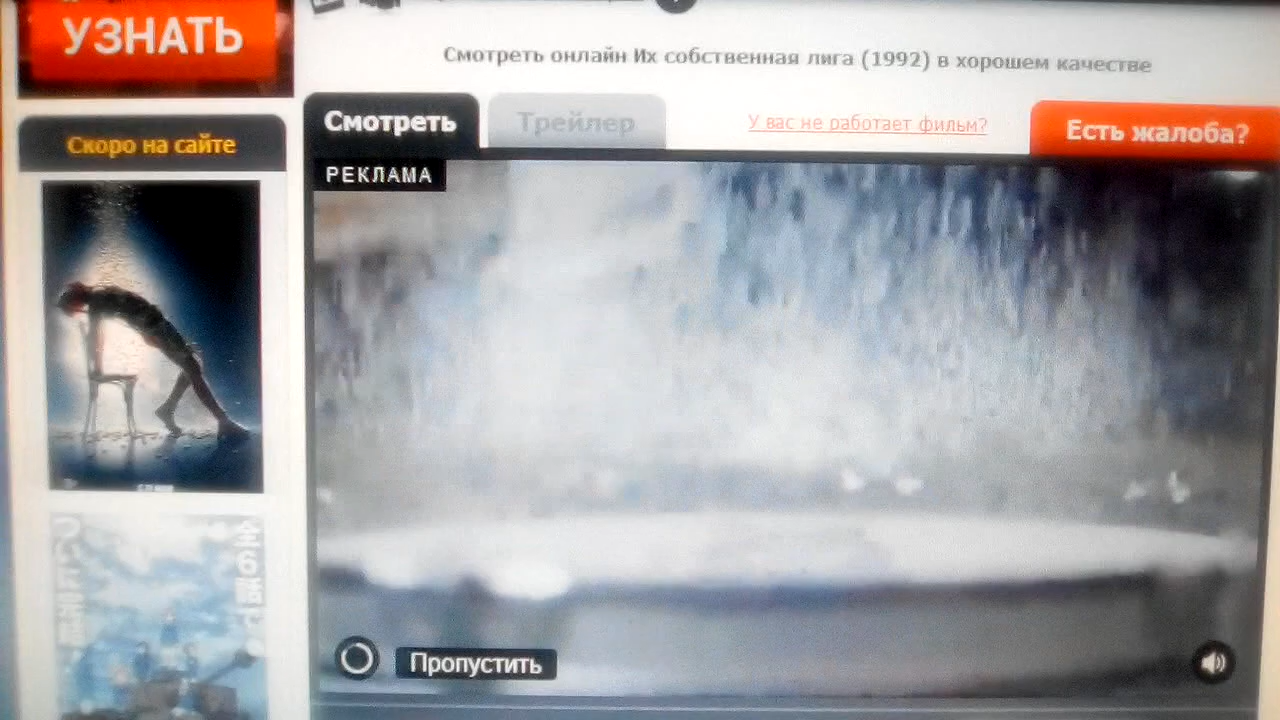 УЗНАТЬ
Смотреть онлайн Их собственная лига (1992) в хорошем качестве
Смотреть
Трейлер
У вас не работает фильм?
Есть жалоба?
Скоро на сайте
РЕКЛАМА
Пропустить